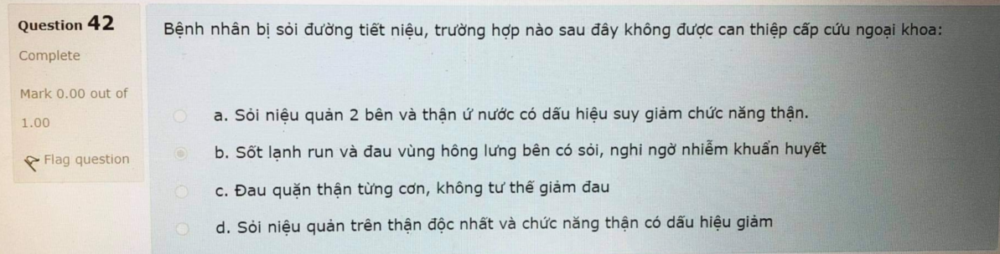 Question 42
Complete
Mark 0.00 out of
1.00
Flag question
Bệnh nhân bị sỏi đường tiết niệu, trường hợp nào sau đây không được can thiệp cấp cứu ngoại khoa:
a. Sỏi niệu quản 2 bên và thận ứ nước có dấu hiệu suy giảm chức năng thận.
b. Sốt lạnh run và đau vùng hông lưng bên có sỏi, nghi ngờ nhiễm khuẩn huyết
c. Đau quặn thận từng cơn, không tư thế giảm đau
d. Sỏi niệu quản trên thận độc nhất và chức năng thận có dấu hiệu giảm